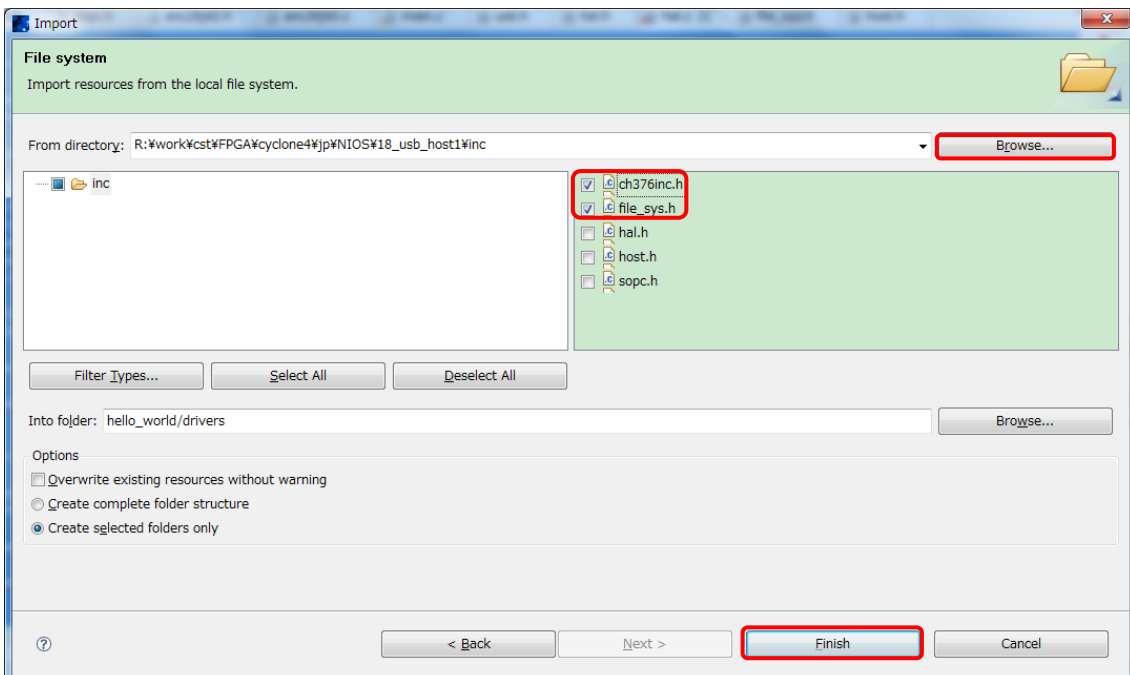 Import
File system
Import resources from the local file system.
From directory: R:¥work¥cst¥FPGA¥cyclone4¥jp¥NIOS¥18_usb_host1¥inc Browse...
inc
ch376inc.h
file_sys.h
hal.h
host.h
sopc.h
Filter Types... Select All Deselect All
Into folder: hello_world/drivers Browse...
Options
Overwrite existing resources without warning
Create complete folder structure
Create selected folders only
< Back Next > Finish Cancel